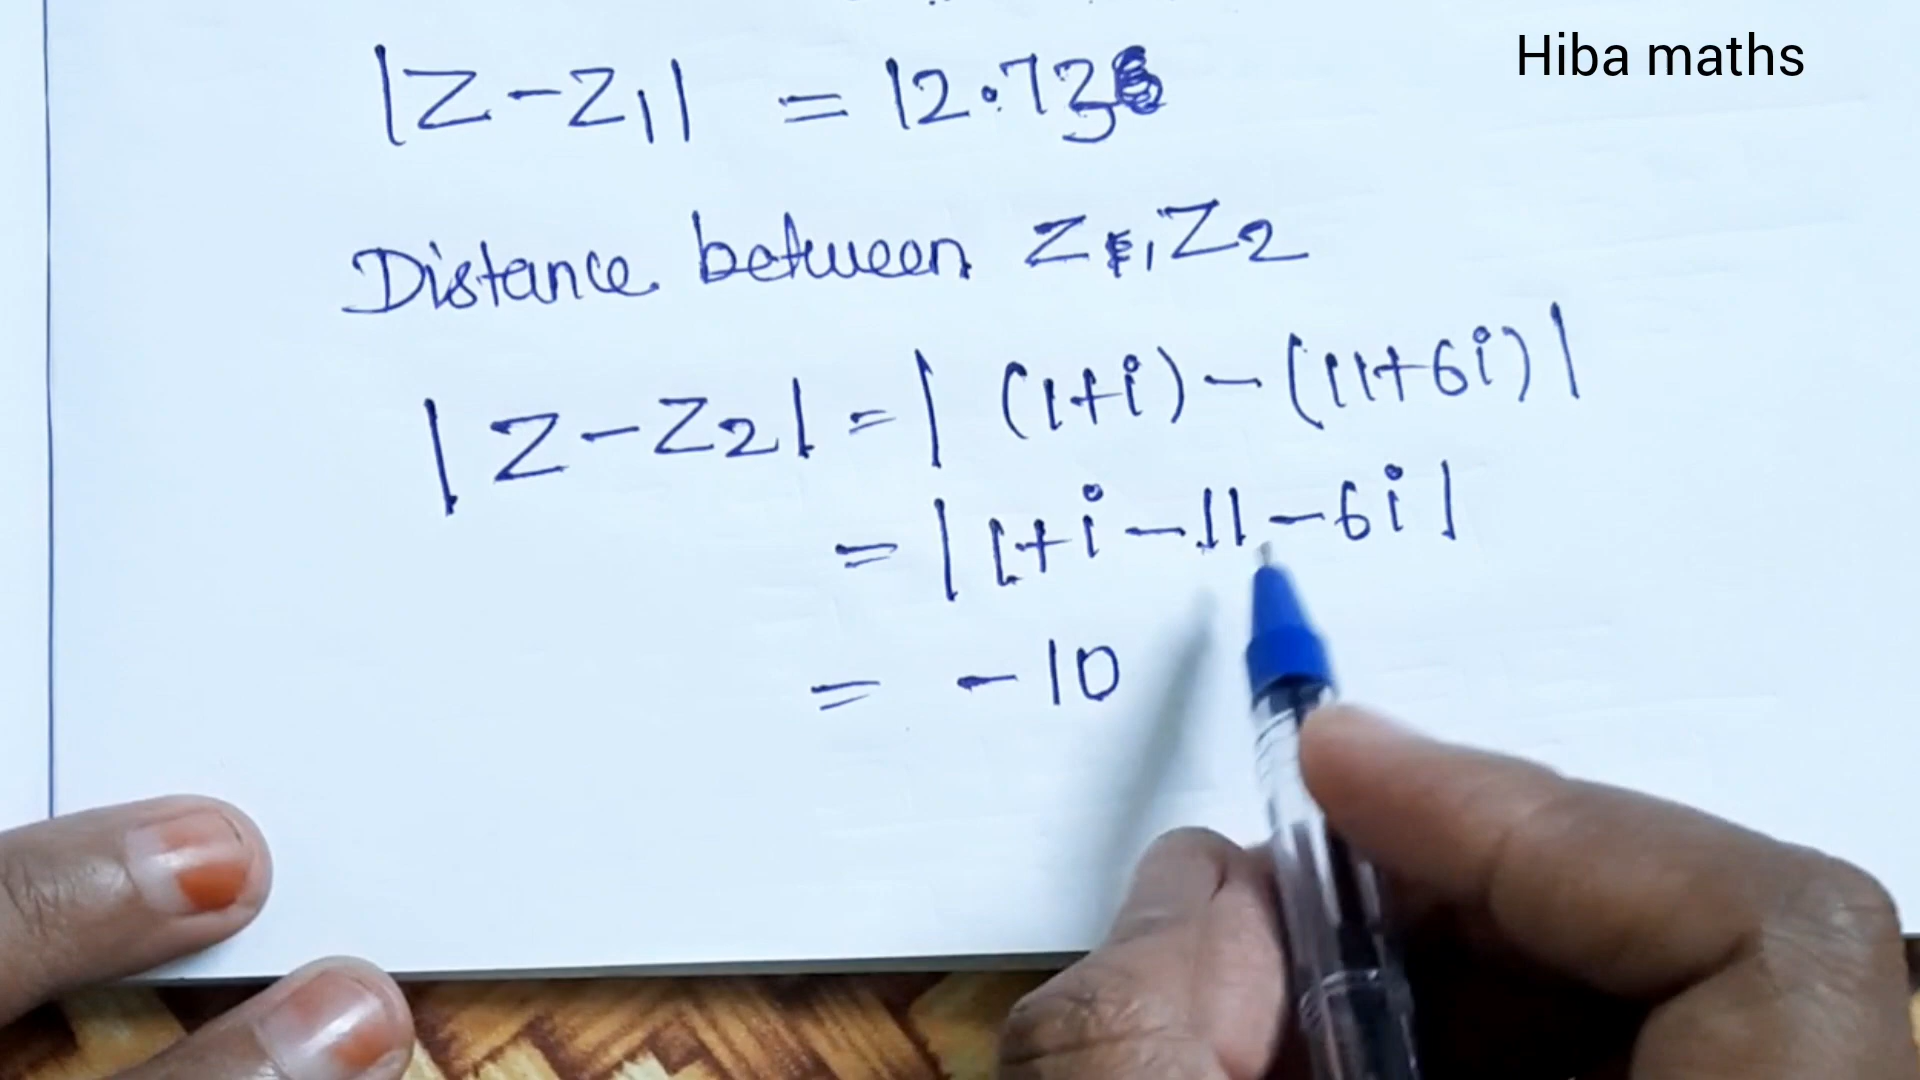 Hiba maths
|Z-Z1| = 12.73
Distance between Z, Z2
|Z-Z2| = |(1+i)-(11+6i)|
= |1+i-11-6i|
= -10